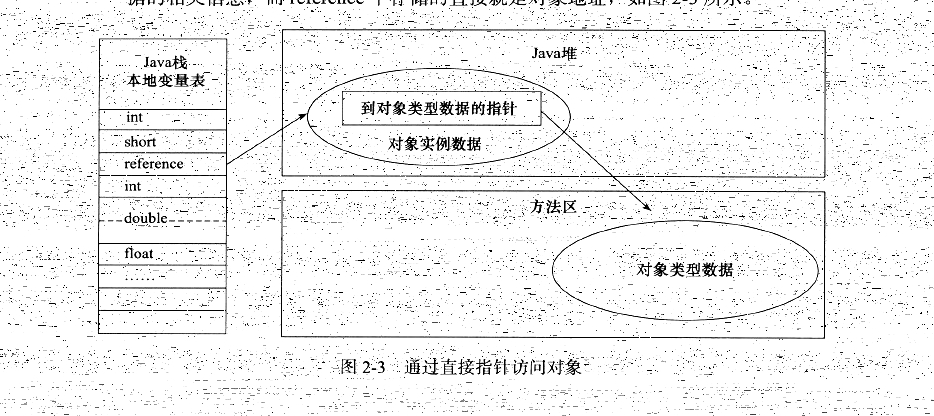 据的相关信息，而 reference 中存储的直接就是对象地址，如图 2-3 所示。
Java栈
本地变量表
int
short
reference
int
double
float
……
Java堆
到对象类型数据的指针
对象实例数据
方法区
对象类型数据
图 2-3 通过直接指针访问对象